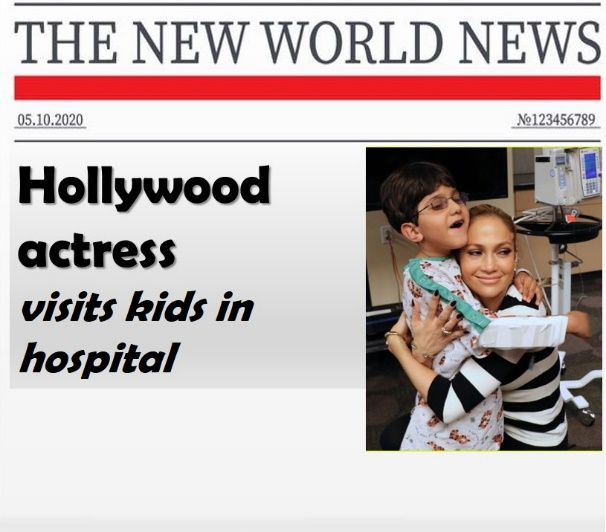 THE NEW WORLD NEWS
05.10.2020
№123456789
Hollywood
actress
visits kids in
hospital